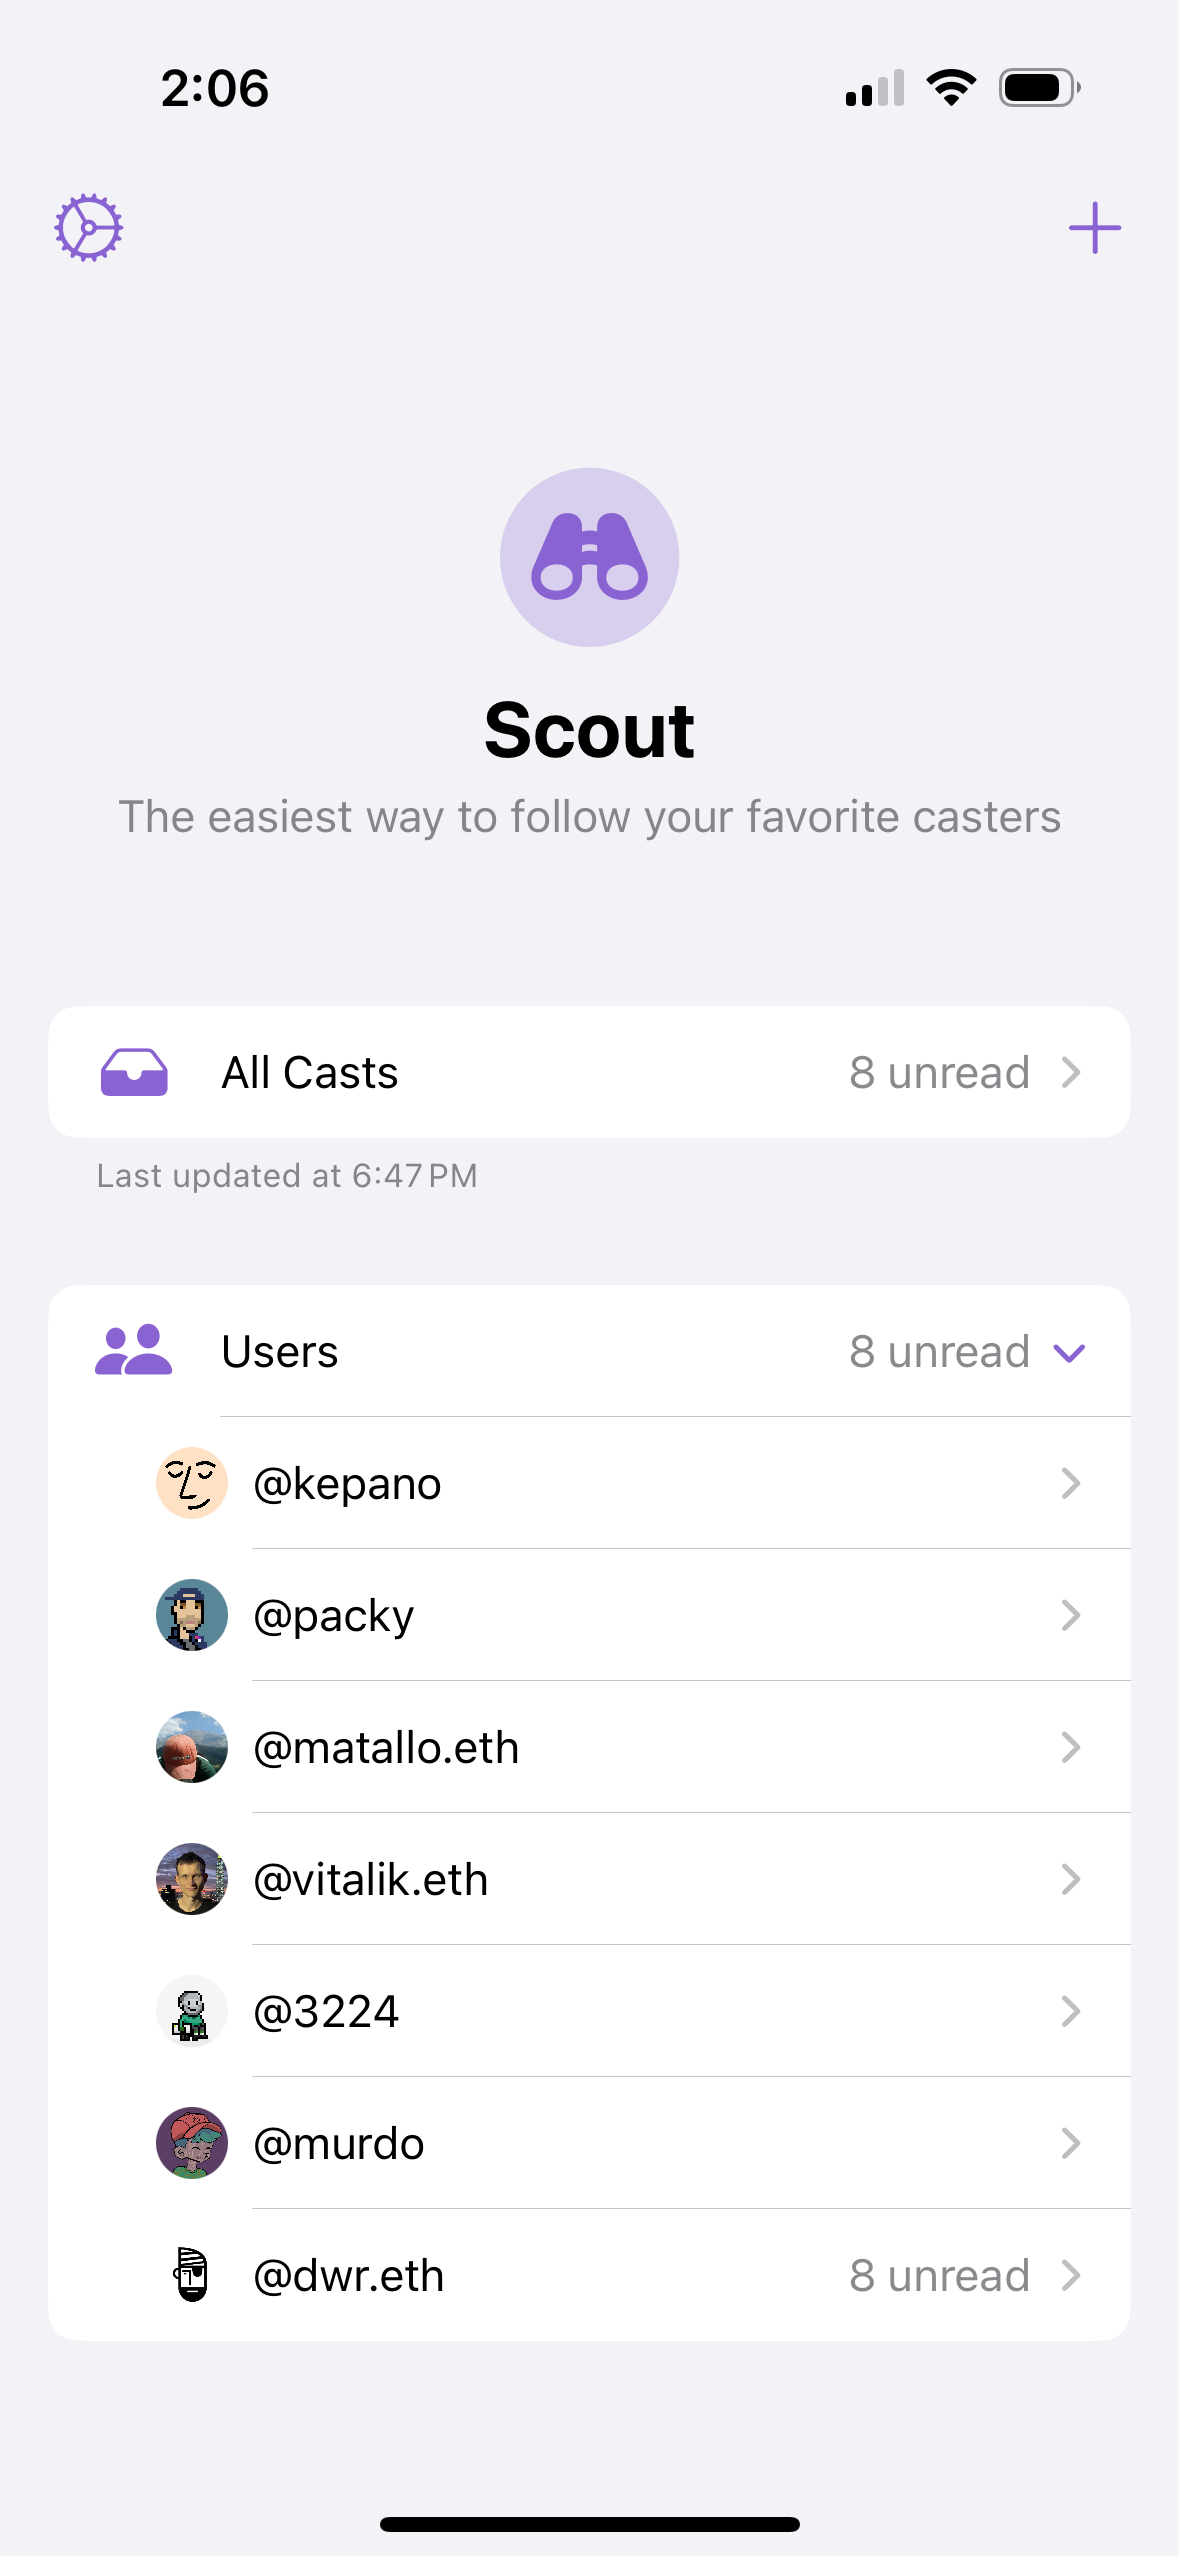 2:06
Scout
The easiest way to follow your favorite casters
All Casts 8 unread
Last updated at 6:47 PM
Users 8 unread
@kepano
@packy
@matallo.eth
@vitalik.eth
@3224
@murdo
@dwr.eth 8 unread